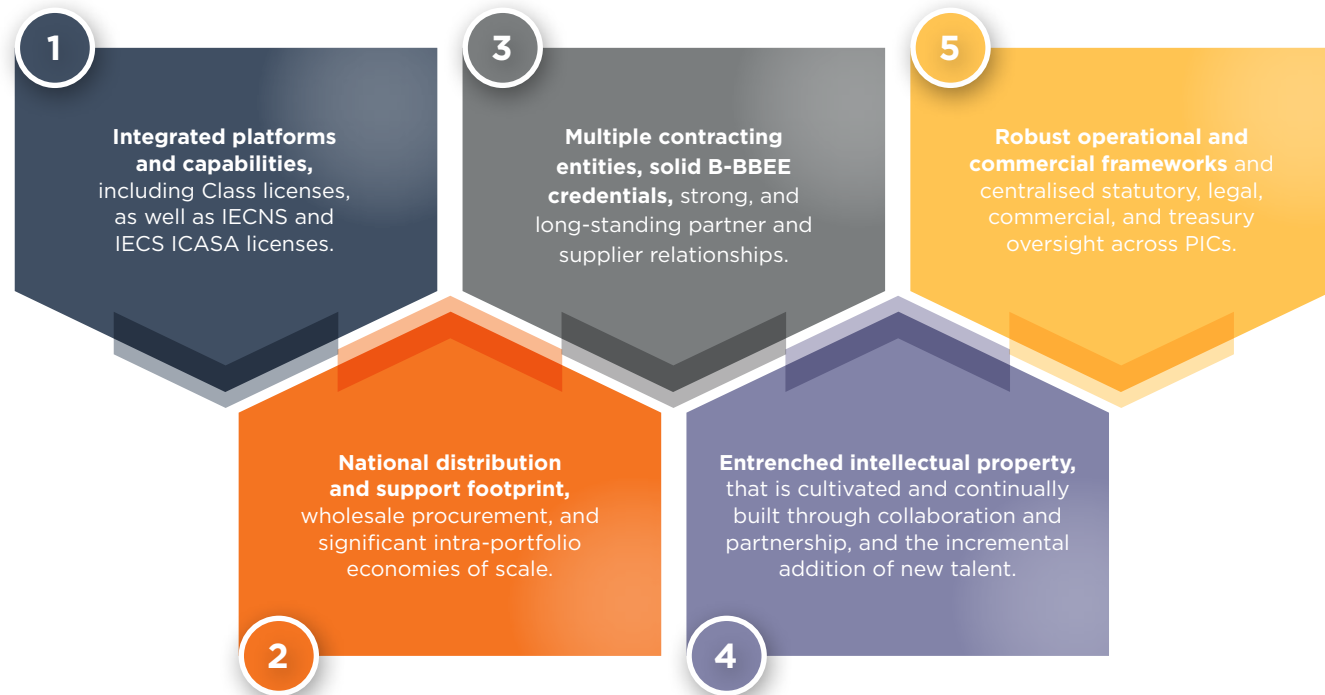 1
Integrated platforms
and capabilities,
including Class licenses,
as well as IECNS and
IECS ICASA licenses.
2
National distribution
and support footprint,
wholesale procurement, and
significant intra-portfolio
economies of scale.
3
Multiple contracting
entities, solid B-BBEE
credentials, strong, and
long-standing partner and
supplier relationships.
4
Entrenched intellectual property,
that is cultivated and continually
built through collaboration and
partnership, and the incremental
addition of new talent.
5
Robust operational and
commercial frameworks and
centralised statutory, legal,
commercial, and treasury
oversight across PICs.